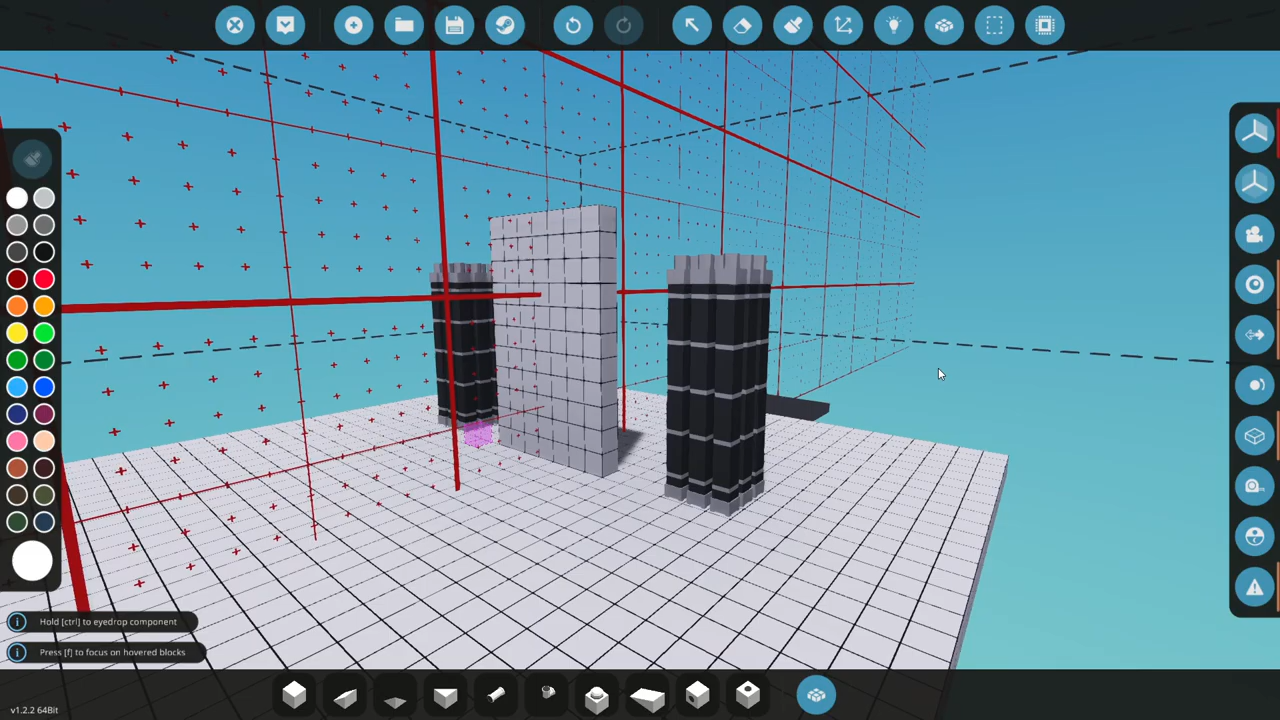 Hold [ctrl] to eyedrop component
Press [f] to focus on hovered blocks
v1.2.2 64Bit